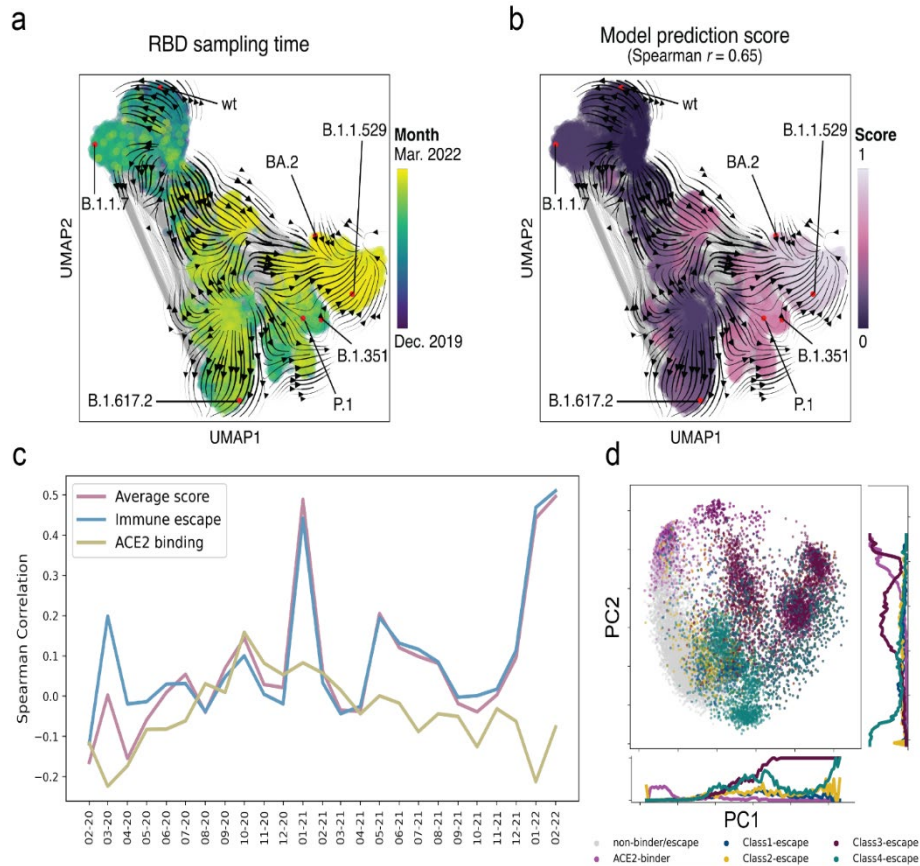 a
RBD sampling time
wt
B.1.1.529
BA.2
B.1.1.7
B.1.351
P.1
B.1.617.2
UMAP2
UMAP1
Month
Mar. 2022
Dec. 2019
b
Model prediction score
(Spearman r = 0.65)
wt
B.1.1.529
BA.2
B.1.1.7
B.1.351
P.1
B.1.617.2
UMAP2
UMAP1
Score
1
0
c
Average score
Immune escape
ACE2 binding
Spearman Correlation
0.5
0.4
0.3
0.2
0.1
0.0
−0.1
−0.2
02-20
03-20
04-20
05-20
06-20
07-20
08-20
09-20
10-20
11-20
12-20
01-21
02-21
03-21
04-21
05-21
06-21
07-21
08-21
09-21
10-21
11-21
12-21
01-22
02-22
d
PC2
PC1
non-binder/escape
Class1-escape
Class3-escape
ACE2-binder
Class2-escape
Class4-escape